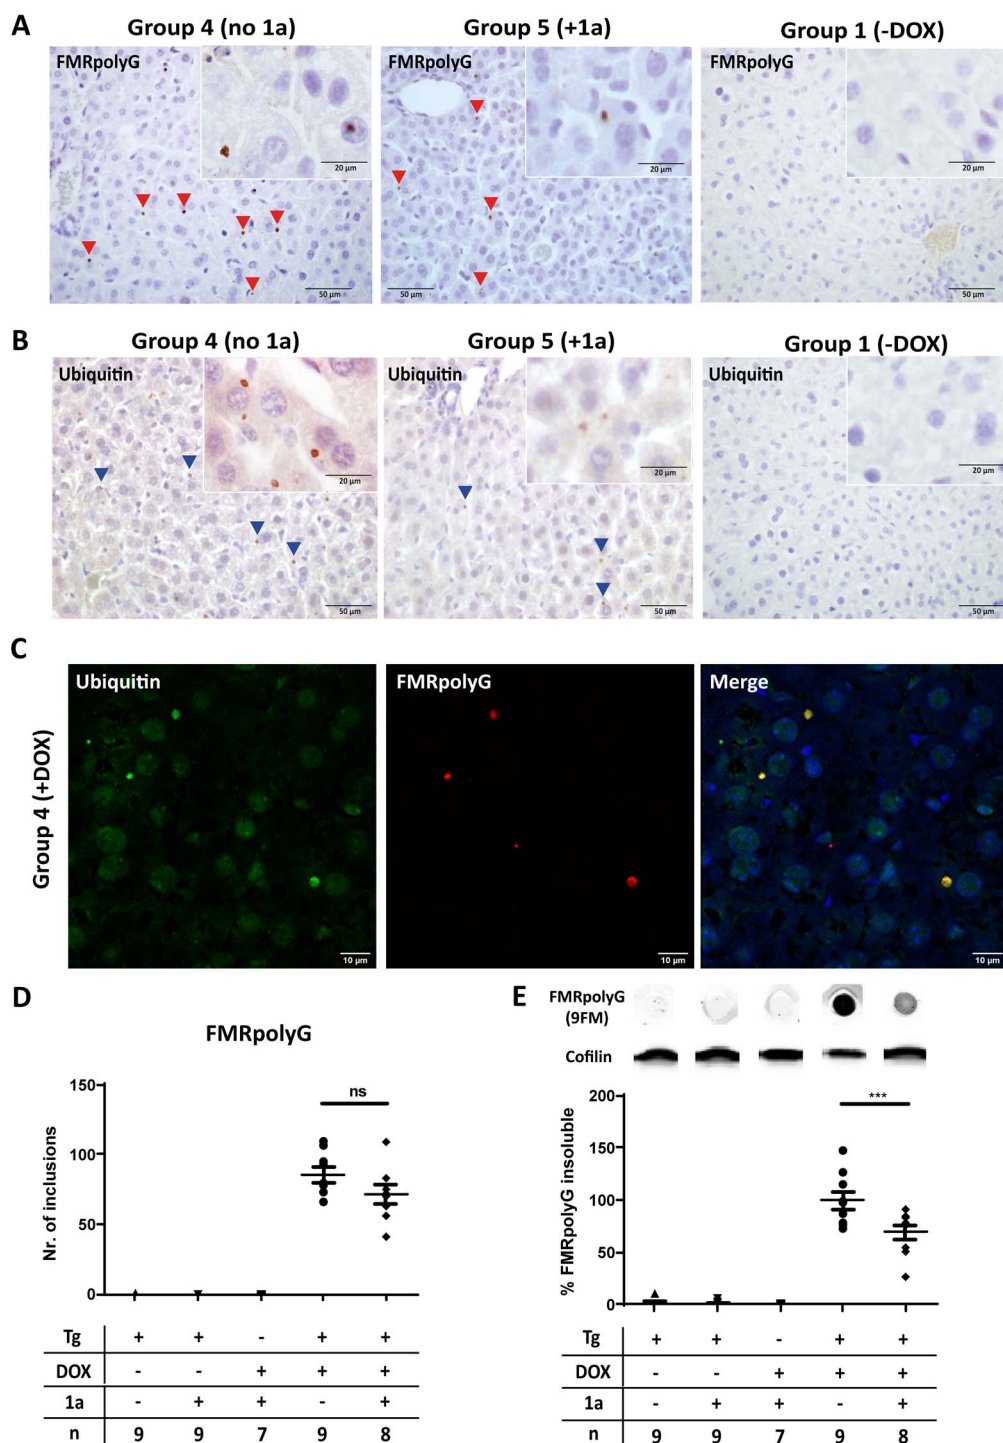 A
Group 4 (no 1a) Group 5 (+1a) Group 1 (-DOX)
FMRpolyG FMRpolyG FMRpolyG
20 µm 20 µm 20 µm
50 µm 50 µm 50 µm
B
Group 4 (no 1a) Group 5 (+1a) Group 1 (-DOX)
Ubiquitin Ubiquitin Ubiquitin
20 µm 20 µm 20 µm
50 µm 50 µm 50 µm
C
Group 4 (+DOX)
Ubiquitin FMRpolyG Merge
10 µm 10 µm 10 µm
D
FMRpolyG
Nr. of inclusions
150
100
50
0
ns
Tg + + - + +
DOX - - + + +
1a - + + - +
n 9 9 7 9 8
E
FMRpolyG
(9FM)
Cofilin
% FMRpolyG insoluble
200
150
100
50
0
***
Tg + + - + +
DOX - - + + +
1a - + + - +
n 9 9 7 9 8